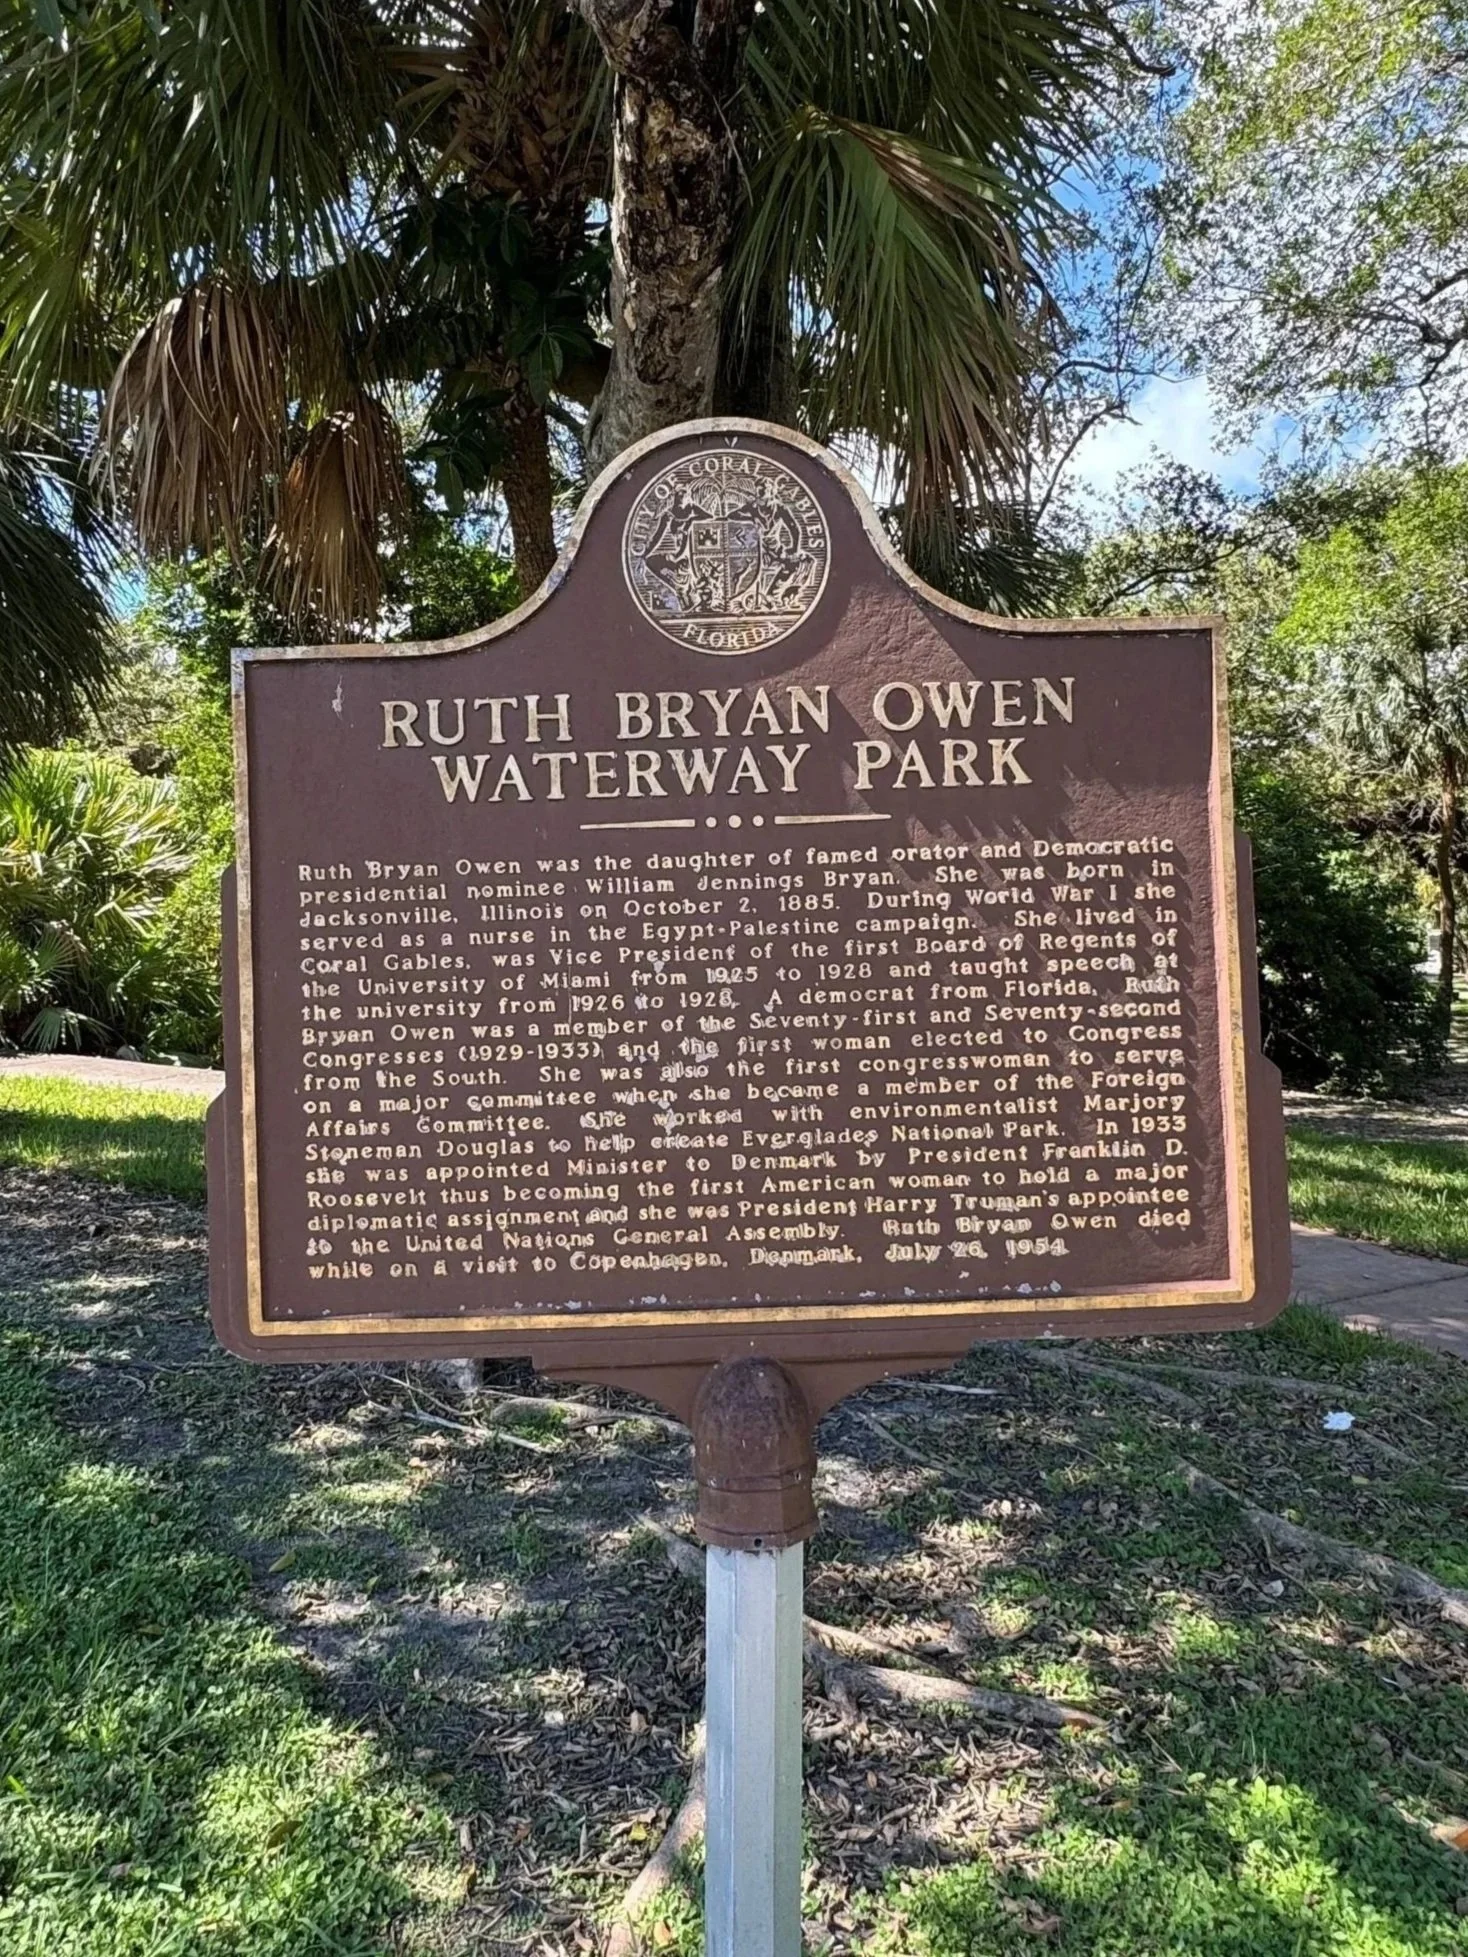 CITY OF CORAL GABLES
FLORIDA
RUTH BRYAN OWEN
WATERWAY PARK
Ruth Bryan Owen was the daughter of famed orator and Democratic
presidential nominee William Jennings Bryan. She was born in
Jacksonville, Illinois on October 2, 1885. During World War I she
served as a nurse in the Egypt-Palestine campaign. She lived in
Coral Gables, was Vice President of the first Board of Regents of
the University of Miami from 1925 to 1928 and taught speech at
the university from 1926 to 1928. A democrat from Florida, Ruth
Bryan Owen was a member of the Seventy-first and Seventy-second
Congresses (1929-1933) and the first woman elected to Congress
from the South. She was also the first congresswoman to serve
on a major committee when she became a member of the Foreign
Affairs Committee. She worked with environmentalist Marjory
Stoneman Douglas to help create Everglades National Park. In 1933
she was appointed Minister to Denmark by President Franklin D.
Roosevelt thus becoming the first American woman to hold a major
diplomatic assignment and she was President Harry Truman's appointee
to the United Nations General Assembly. Ruth Bryan Owen died
while on a visit to Copenhagen, Denmark, July 26, 1954.